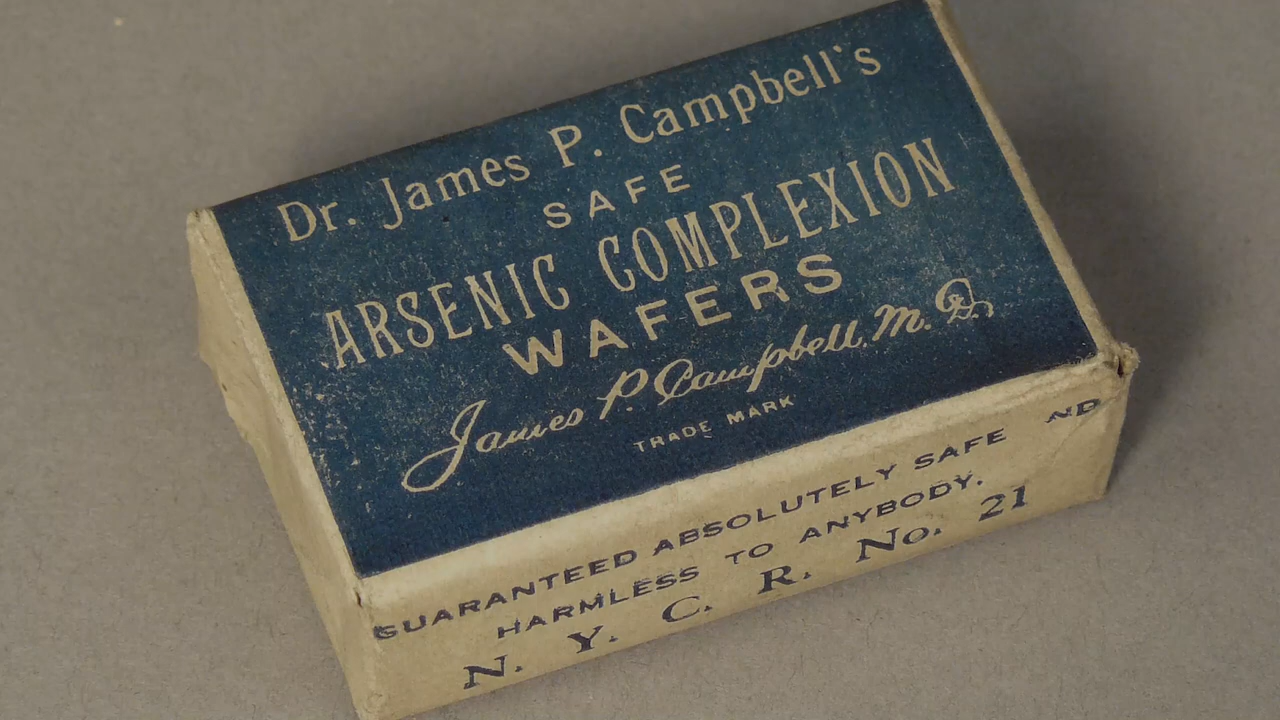 Dr. James P. Campbell's
SAFE
ARSENIC COMPLEXION
WAFERS
James P. Campbell, M. D.
TRADE MARK
GUARANTEED ABSOLUTELY SAFE AND
HARMLESS TO ANYBODY.
N. Y. C. R. No. 21